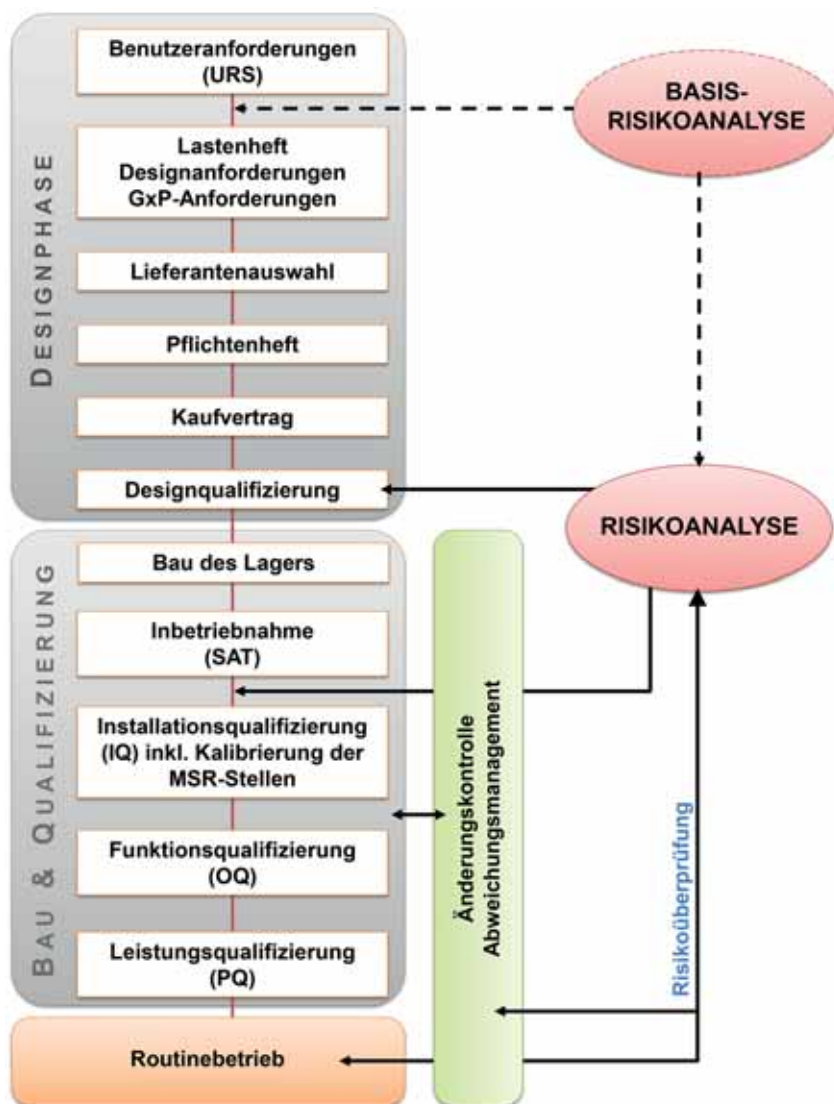 DESIGNPHASE
Benutzeranforderungen
(URS)
Lastenheft
Designanforderungen
GxP-Anforderungen
Lieferantenauswahl
Pflichtenheft
Kaufvertrag
Designqualifizierung
BASIS-
RISIKOANALYSE
RISIKOANALYSE
BAU & QUALIFIZIERUNG
Bau des Lagers
Inbetriebnahme
(SAT)
Installationsqualifizierung
(IQ) inkl. Kalibrierung der
MSR-Stellen
Funktionsqualifizierung
(OQ)
Leistungsqualifizierung
(PQ)
Änderungskontrolle
Abweichungsmanagement
Risikoüberprüfung
Routinebetrieb